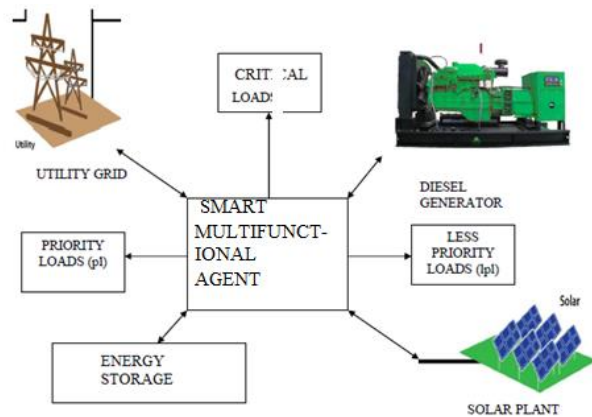 CRITICAL
LOADS
Utility
UTILITY GRID
DIESEL
GENERATOR
SMART
MULTIFUNCT-
IONAL
AGENT
PRIORITY
LOADS (pl)
LESS
PRIORITY
LOADS (lpl)
Solar
ENERGY
STORAGE
SOLAR PLANT